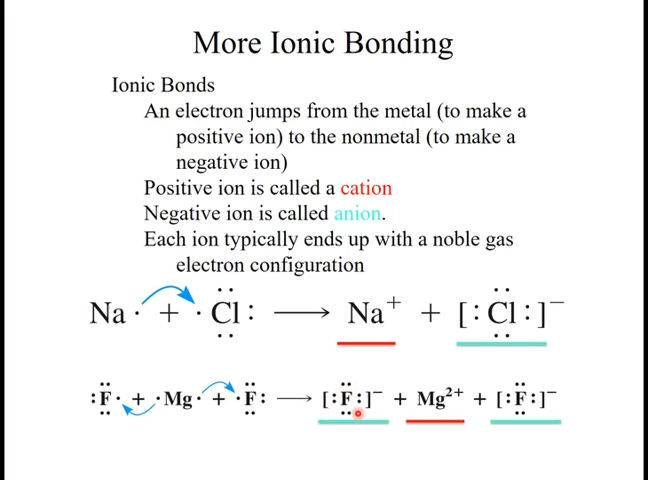 More Ionic Bonding
Ionic Bonds
An electron jumps from the metal (to make a
positive ion) to the nonmetal (to make a
negative ion)
Positive ion is called a cation
Negative ion is called anion.
Each ion typically ends up with a noble gas
electron configuration
Na· + ·Cl: ⟶ Na⁺ + [:Cl:]⁻
:F· + ·Mg· + ·F: ⟶ [:F:]⁻ + Mg²⁺ + [:F:]⁻